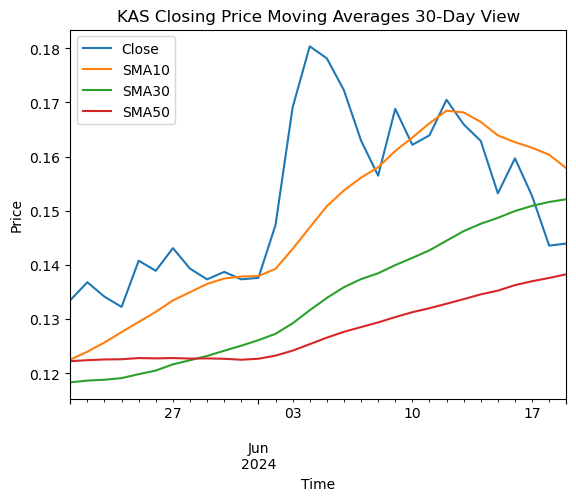 KAS Closing Price Moving Averages 30-Day View
Close
SMA10
SMA30
SMA50
0.18
0.17
0.16
0.15
0.14
0.13
0.12
Price
27
03
10
17
Jun
2024
Time